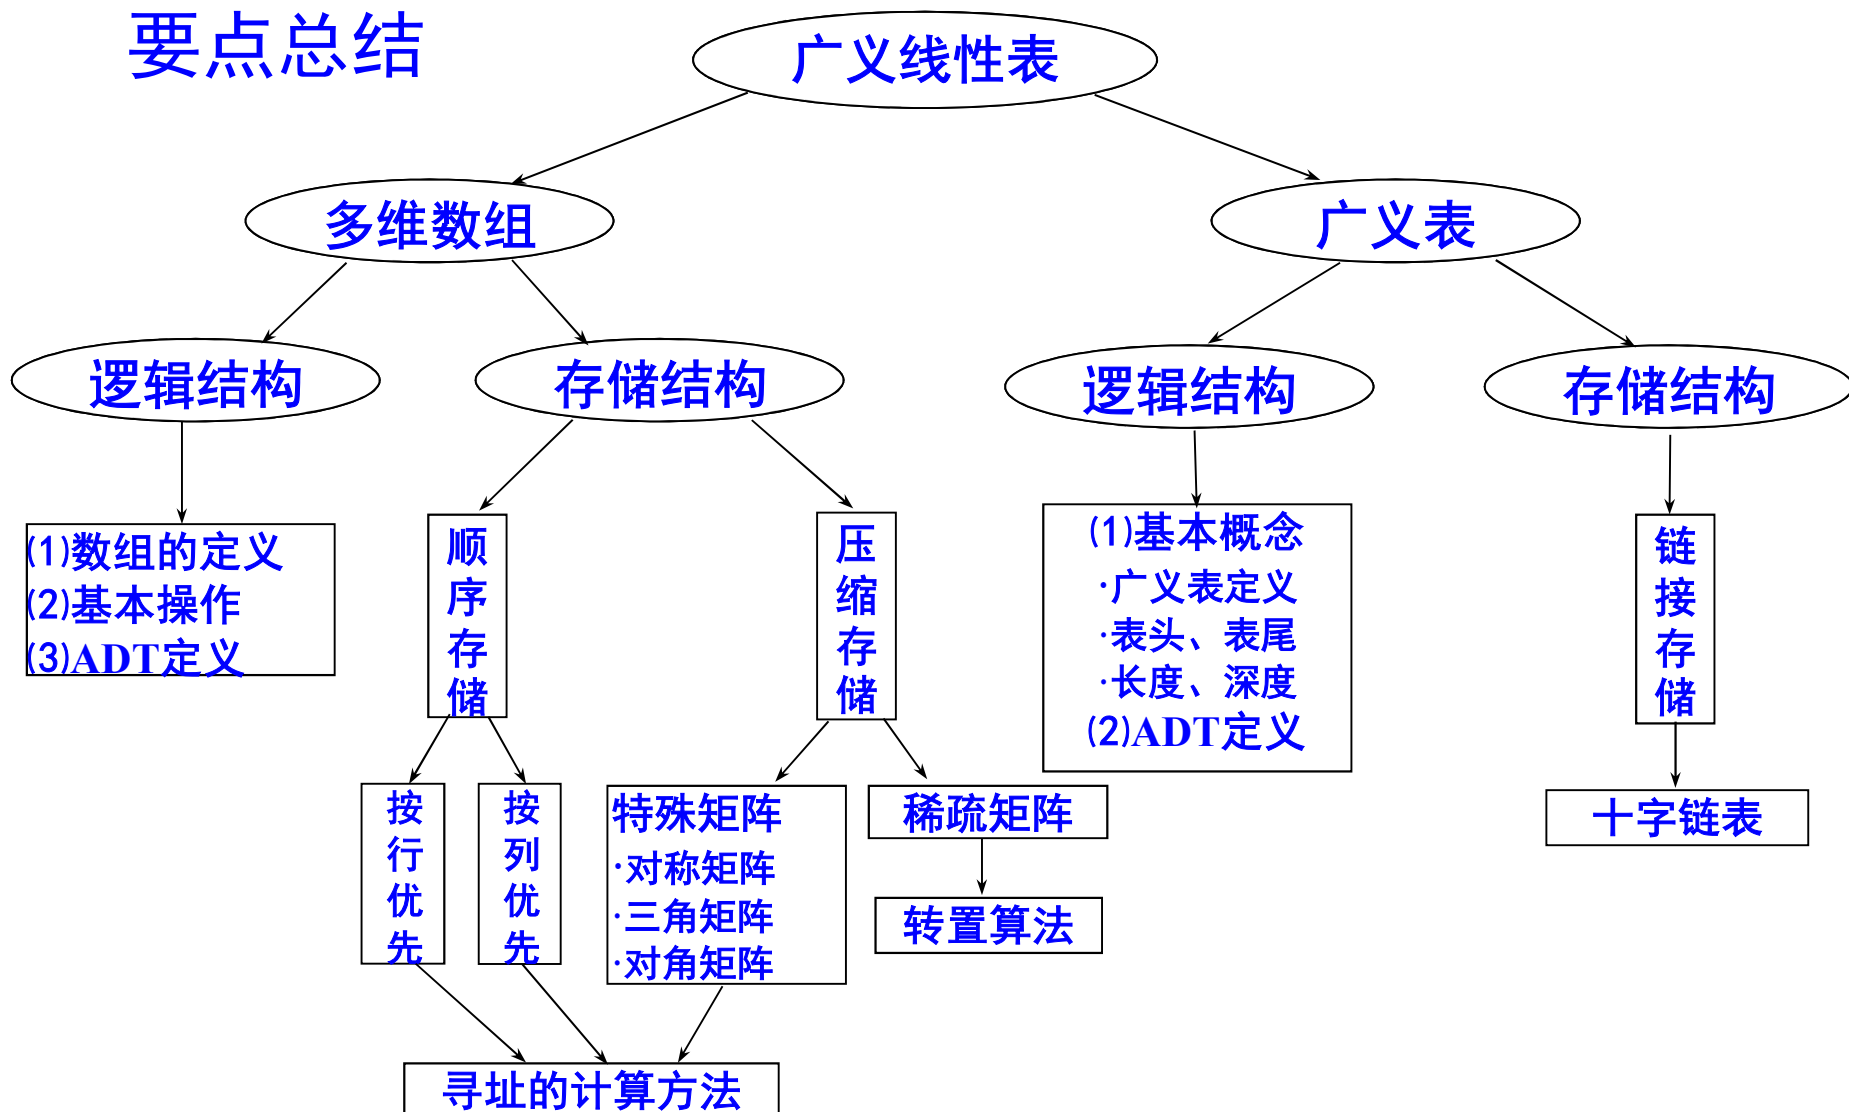 要点总结
广义线性表
多维数组
广义表
逻辑结构
存储结构
逻辑结构
存储结构
(1)数组的定义
(2)基本操作
(3)ADT定义
顺序存储
压缩存储
(1)基本概念
·广义表定义
·表头、表尾
·长度、深度
(2)ADT定义
链接存储
按行优先
按列优先
特殊矩阵
·对称矩阵
·三角矩阵
·对角矩阵
稀疏矩阵
转置算法
十字链表
寻址的计算方法